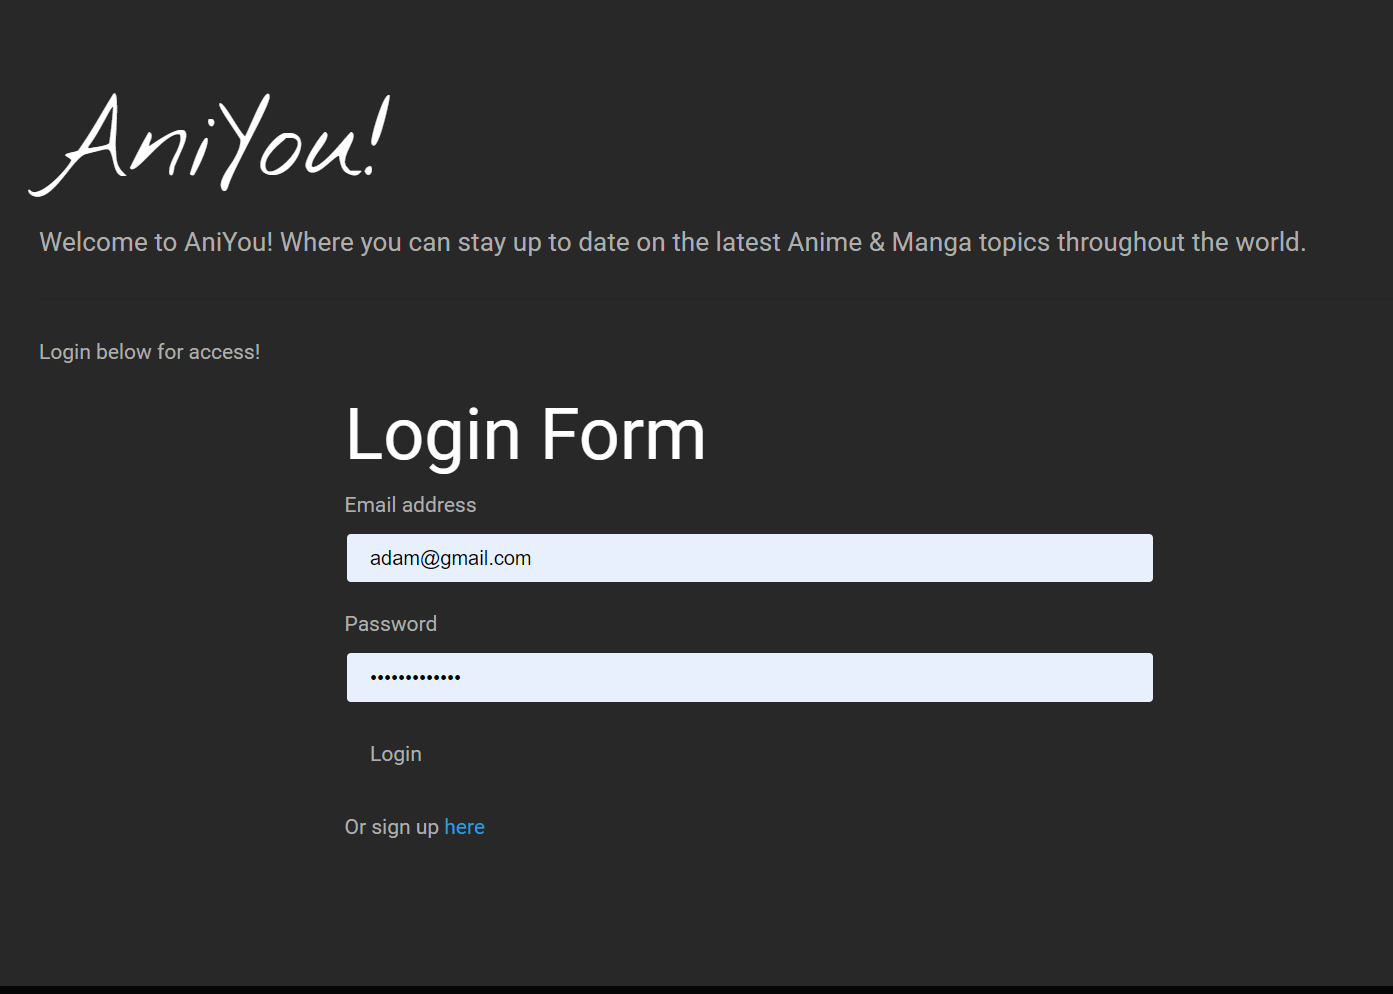 AniYou!
Welcome to AniYou! Where you can stay up to date on the latest Anime & Manga topics throughout the world.
Login below for access!
Login Form
Email address
adam@gmail.com
Password
•••••••••••••
Login
Or sign up here